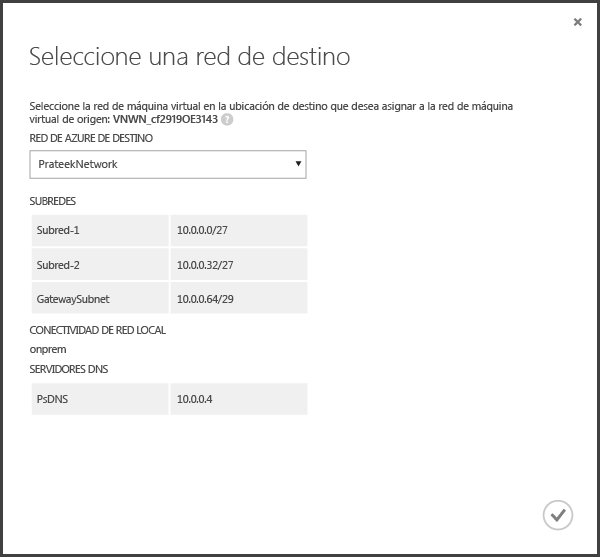 Seleccione una red de destino
Seleccione la red de máquina virtual en la ubicación de destino que desea asignar a la red de máquina
virtual de origen: VNWN_cf2919OE3143 ?
RED DE AZURE DE DESTINO
PrateekNetwork
SUBREDES
Subred-1 10.0.0.0/27
Subred-2 10.0.0.32/27
GatewaySubnet 10.0.0.64/29
CONECTIVIDAD DE RED LOCAL
onprem
SERVIDORES DNS
PsDNS 10.0.0.4